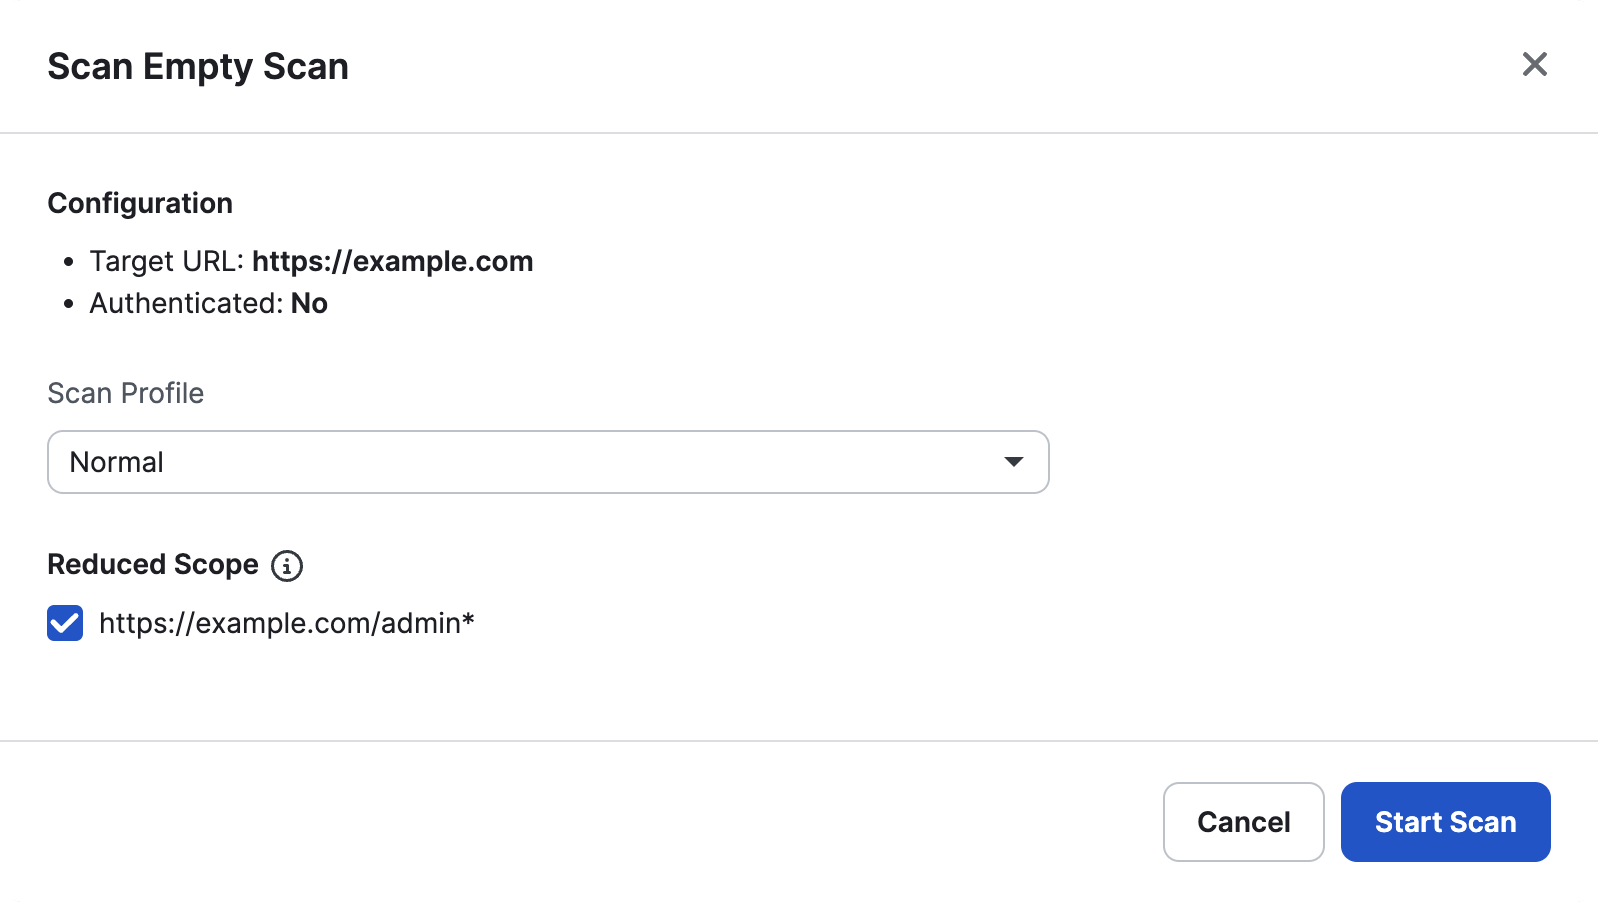 Scan Empty Scan
Configuration
• Target URL: https://example.com
• Authenticated: No
Scan Profile
Normal
Reduced Scope
https://example.com/admin*
Cancel
Start Scan